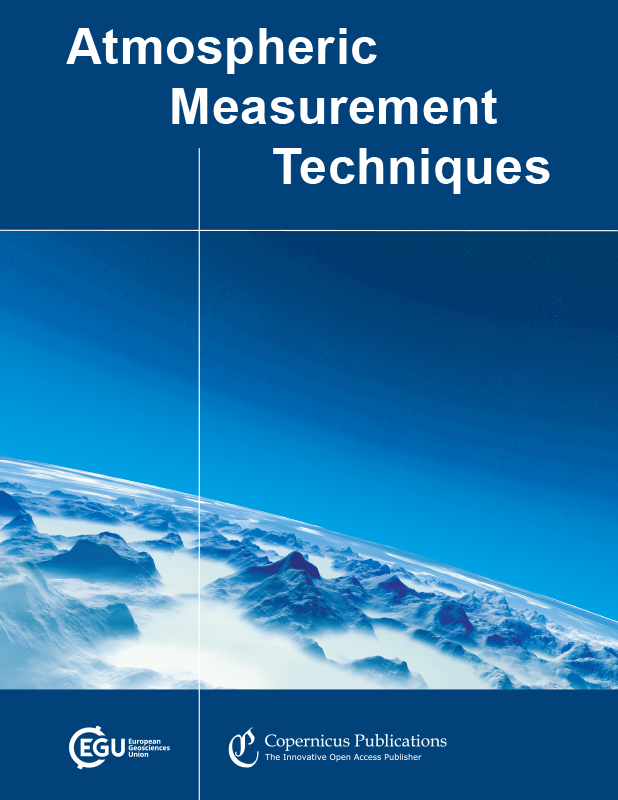 Atmospheric
Measurement
Techniques
EGU
European
Geosciences
Union
Copernicus Publications
The Innovative Open Access Publisher